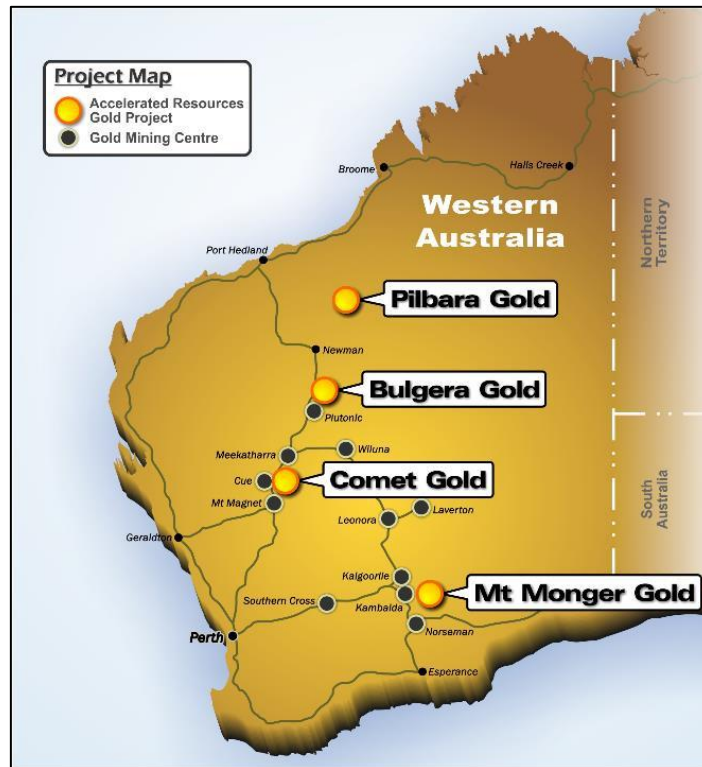 Project Map
Accelerated Resources
Gold Project
Gold Mining Centre
Broome
Halls Creek
Western
Australia
Northern
Territory
Port Hedland
Pilbara Gold
Newman
Bulgera Gold
Plutonic
Meekatharra
Wiluna
Cue
Comet Gold
Mt Magnet
Laverton
Leonora
South
Australia
Geraldton
Kalgoorlie
Mt Monger Gold
Southern Cross
Kambalda
Norseman
Perth
Esperance